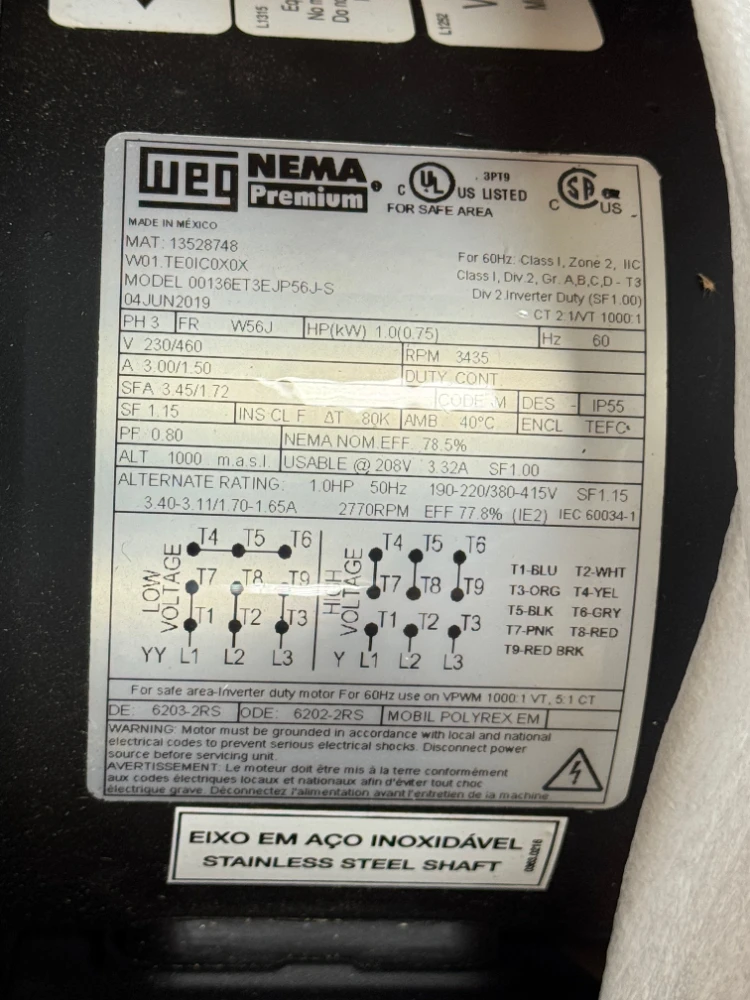 L1315
L1252
WEG NEMA Premium
c UL US LISTED 3PT9
FOR SAFE AREA
c SA US
MADE IN MÉXICO
MAT: 13528748
W01.TE0IC0X0X
MODEL 00136ET3EJP56J-S
04JUN2019
For 60Hz: Class I, Zone 2, IIC
Class I, Div.2, Gr. A,B,C,D - T3
Div 2 Inverter Duty (SF1.00)
CT 2:1/VT 1000:1
PH 3 FR W56J HP(kW) 1.0(0.75) Hz 60
V 230/460 RPM 3435
A 3.00/1.50 DUTY CONT.
SFA 3.45/1.72 CODE M DES - IP55
SF 1.15 INS CL F ΔT 80K AMB 40°C ENCL TEFC
PF 0.80 NEMA NOM.EFF. 78.5%
ALT 1000 m.a.s.l. USABLE @ 208V 3.32A SF1.00
ALTERNATE RATING: 1.0HP 50Hz 190-220/380-415V SF1.15
3.40-3.11/1.70-1.65A 2770RPM EFF 77.8% (IE2) IEC 60034-1
LOW VOLTAGE
T4 T5 T6
T7 T8 T9
T1 T2 T3
YY L1 L2 L3
HIGH VOLTAGE
T4 T5 T6
T7 T8 T9
T1 T2 T3
Y L1 L2 L3
T1-BLU T2-WHT
T3-ORG T4-YEL
T5-BLK T6-GRY
T7-PNK T8-RED
T9-RED BRK
For safe area-Inverter duty motor For 60Hz use on VPWM 1000:1 VT, 5:1 CT
DE: 6203-2RS ODE: 6202-2RS MOBIL POLYREX EM
WARNING: Motor must be grounded in accordance with local and national
electrical codes to prevent serious electrical shocks. Disconnect power
source before servicing unit.
AVERTISSEMENT: Le moteur doit être mis à la terre conformément
aux codes électriques locaux et nationaux afin d'éviter tout choc
électrique grave. Déconnectez l'alimentation avant l'entretien de la machine
EIXO EM AÇO INOXIDÁVEL
STAINLESS STEEL SHAFT